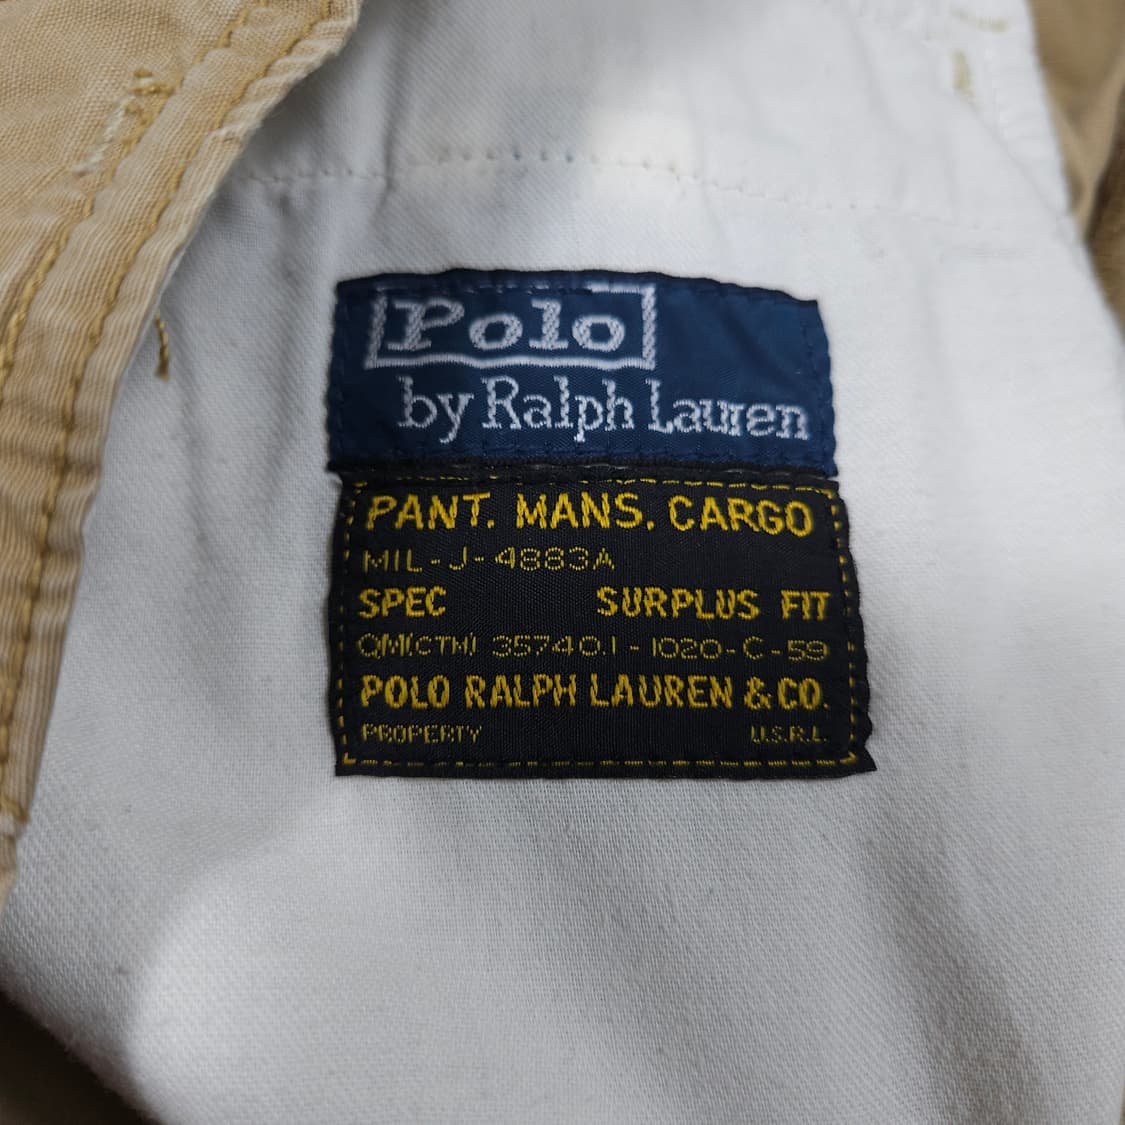 Polo
by Ralph Lauren
PANT. MANS. CARGO
MIL-J-4883A
SPEC SURPLUS FIT
QM(CTM) 35740.1-1020-C-59
POLO RALPH LAUREN & CO.
PROPERTY U.S.R.L.